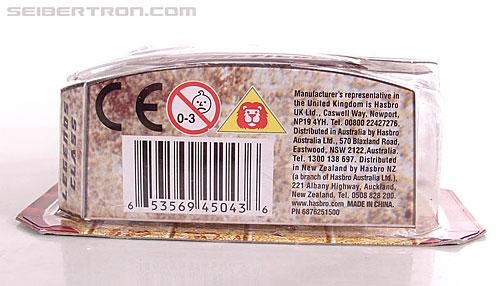 SEIBERTRON.COM
CE
0-3
Manufacturer's representative in
the United Kingdom is Hasbro
UK Ltd., Caswell Way, Newport,
NP19 4YH. Tel. 00800 22427276.
Distributed in Australia by Hasbro
Australia Ltd., 570 Blaxland Road,
Eastwood, NSW 2122, Australia.
Tel. 1300 138 697. Distributed
in New Zealand by Hasbro NZ
(a branch of Hasbro Australia Ltd.),
221 Albany Highway, Auckland,
New Zealand. Tel. 0508 828 200.
www.hasbro.com MADE IN CHINA.
PN 6876251500
6 53569 45043 6